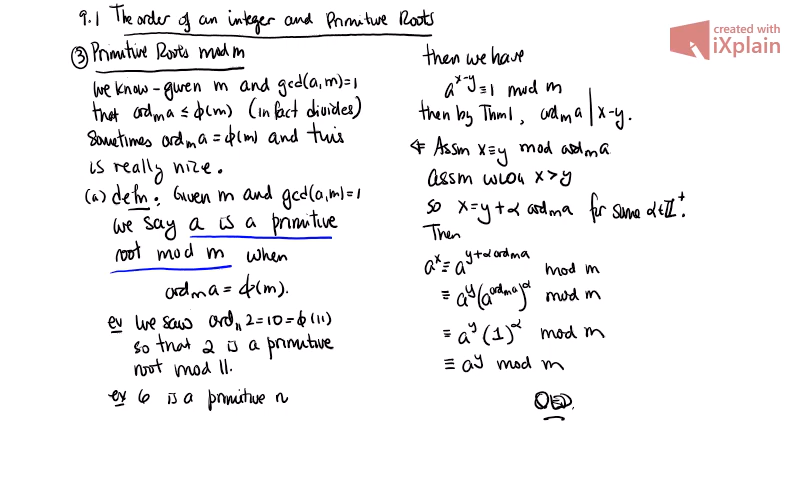 9.1 The order of an integer and Primitive Roots
③ Primitive Roots mod m
We know - given m and gcd(a,m)=1
that ord_m a ≤ φ(m) (in fact divides)
Sometimes ord_m a = φ(m) and this
is really nice.
(a) defn: Given m and gcd(a,m)=1
we say a is a primitive
root mod m when
ord_m a = φ(m).
ex We saw ord_11 2=10=φ(11)
so that 2 is a primitive
root mod 11.
ex 6 is a primitive r
then we have
a^{x-y} ≡ 1 mod m
then by Thm 1, ord_m a | x-y.
⇐ Assm x≡y mod ord_m a
assm WLOG x>y
So x=y+α ord_m a for some α∈ℤ⁺.
Then
a^x ≡ a^{y+α ord_m a} mod m
≡ a^y (a^{ord_m a})^α mod m
≡ a^y (1)^α mod m
≡ a^y mod m
QED.
created with
iXplain